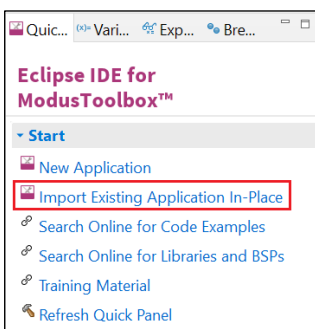 Quic... (x)= Vari... Exp... Bre...
Eclipse IDE for
ModusToolbox™
Start
New Application
Import Existing Application In-Place
Search Online for Code Examples
Search Online for Libraries and BSPs
Training Material
Refresh Quick Panel